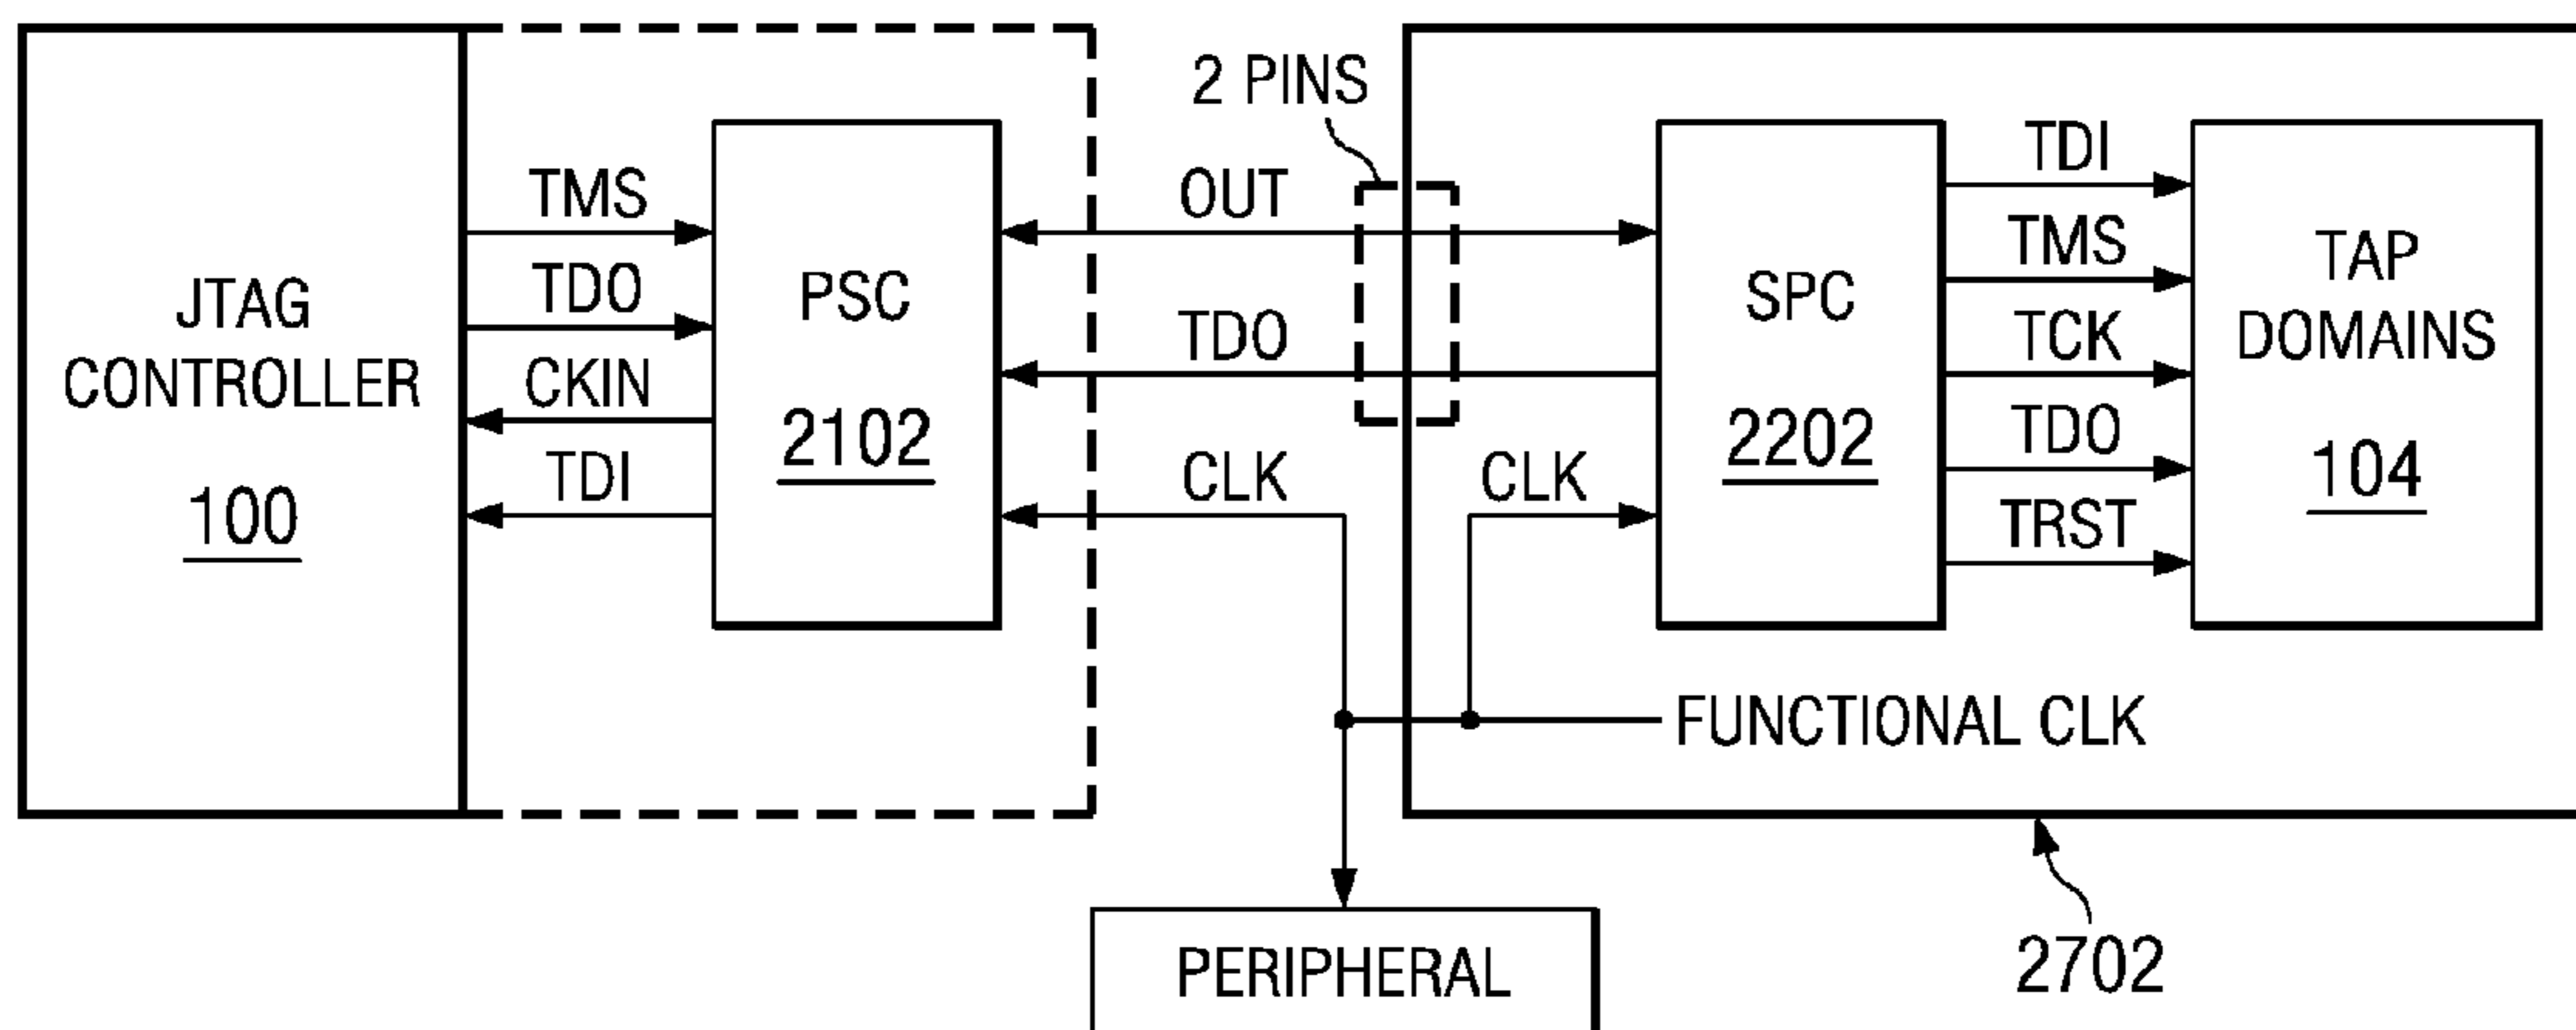 JTAG
CONTROLLER
100
TMS
TDO
CKIN
TDI
PSC
2102
2 PINS
OUT
TDO
CLK
CLK
SPC
2202
TDI
TMS
TCK
TDO
TRST
TAP
DOMAINS
104
FUNCTIONAL CLK
2702
PERIPHERAL